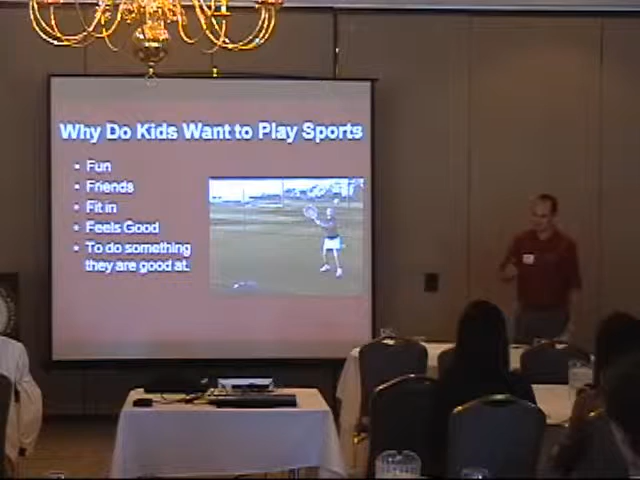 Why Do Kids Want to Play Sports
• Fun
• Friends
• Fit in
• Feels Good
• To do something
they are good at.